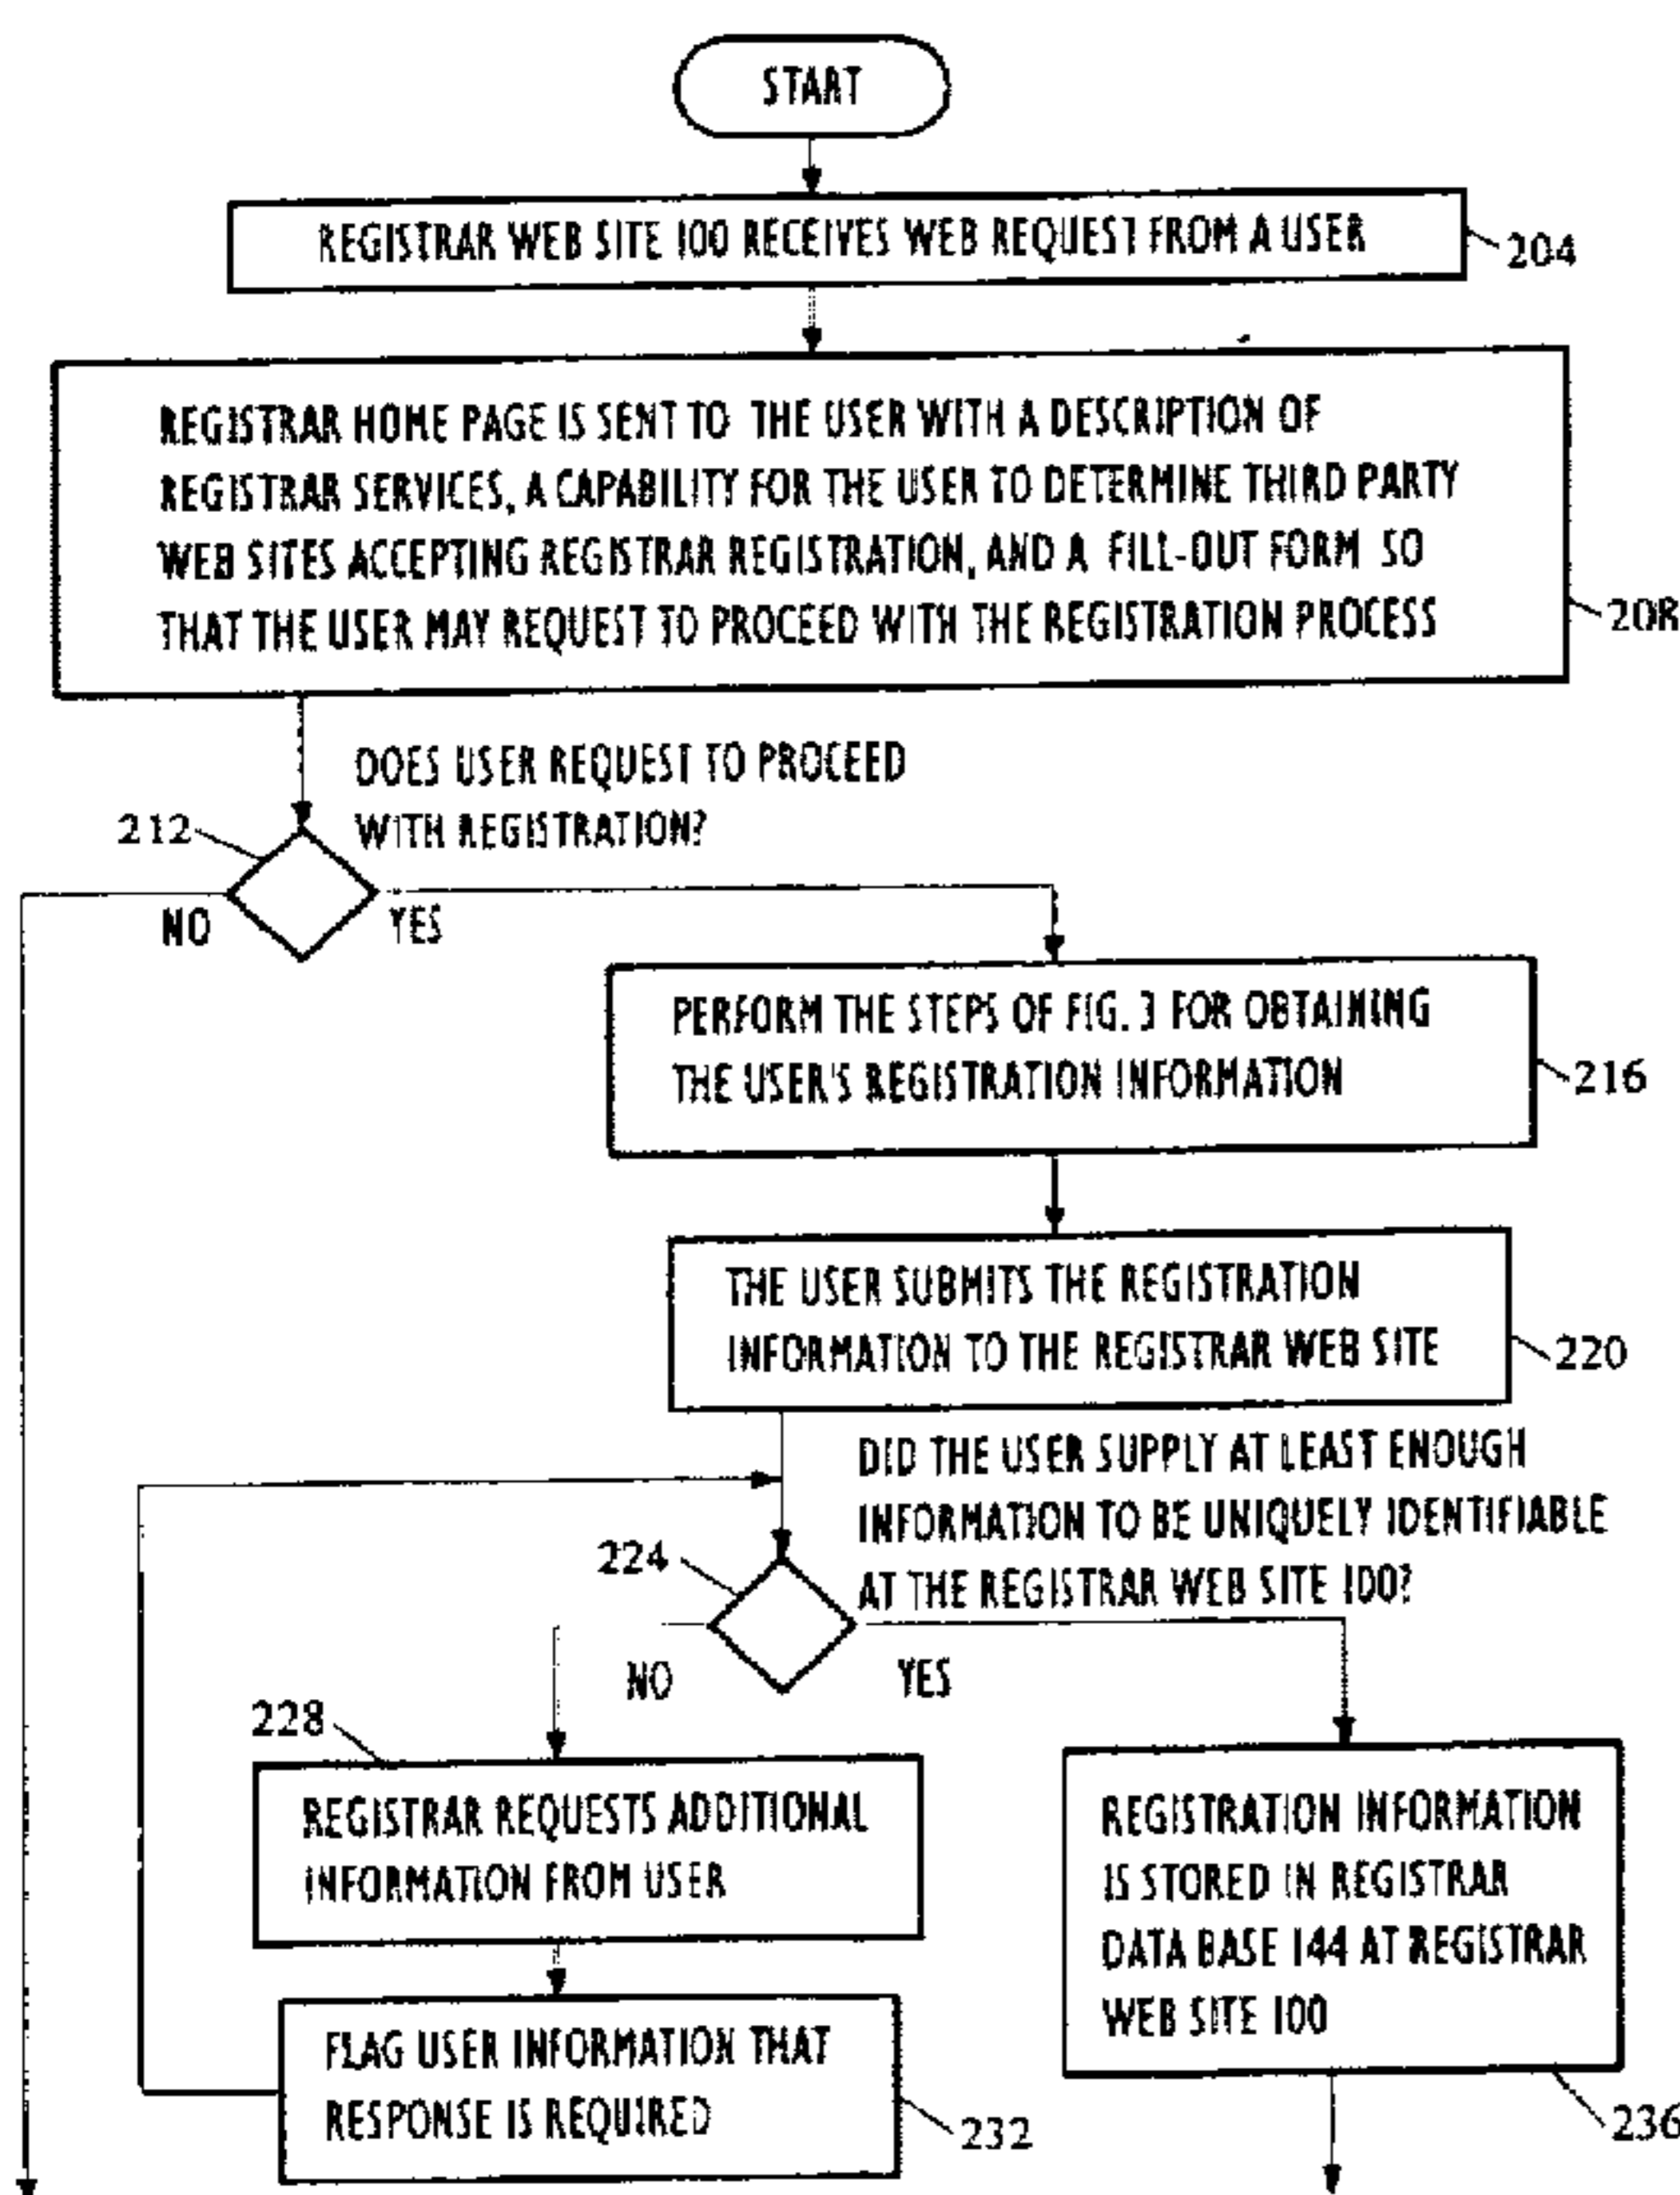 START
REGISTRAR WEB SITE 100 RECEIVES WEB REQUEST FROM A USER
204
REGISTRAR HOME PAGE IS SENT TO THE USER WITH A DESCRIPTION OF
REGISTRAR SERVICES, A CAPABILITY FOR THE USER TO DETERMINE THIRD PARTY
WEB SITES ACCEPTING REGISTRAR REGISTRATION, AND A FILL-OUT FORM SO
THAT THE USER MAY REQUEST TO PROCEED WITH THE REGISTRATION PROCESS
208
DOES USER REQUEST TO PROCEED
WITH REGISTRATION?
212
NO
YES
PERFORM THE STEPS OF FIG. 3 FOR OBTAINING
THE USER'S REGISTRATION INFORMATION
216
THE USER SUBMITS THE REGISTRATION
INFORMATION TO THE REGISTRAR WEB SITE
220
DID THE USER SUPPLY AT LEAST ENOUGH
INFORMATION TO BE UNIQUELY IDENTIFIABLE
AT THE REGISTRAR WEB SITE 100?
224
NO
YES
228
REGISTRAR REQUESTS ADDITIONAL
INFORMATION FROM USER
REGISTRATION INFORMATION
IS STORED IN REGISTRAR
DATA BASE 144 AT REGISTRAR
WEB SITE 100
236
FLAG USER INFORMATION THAT
RESPONSE IS REQUIRED
232